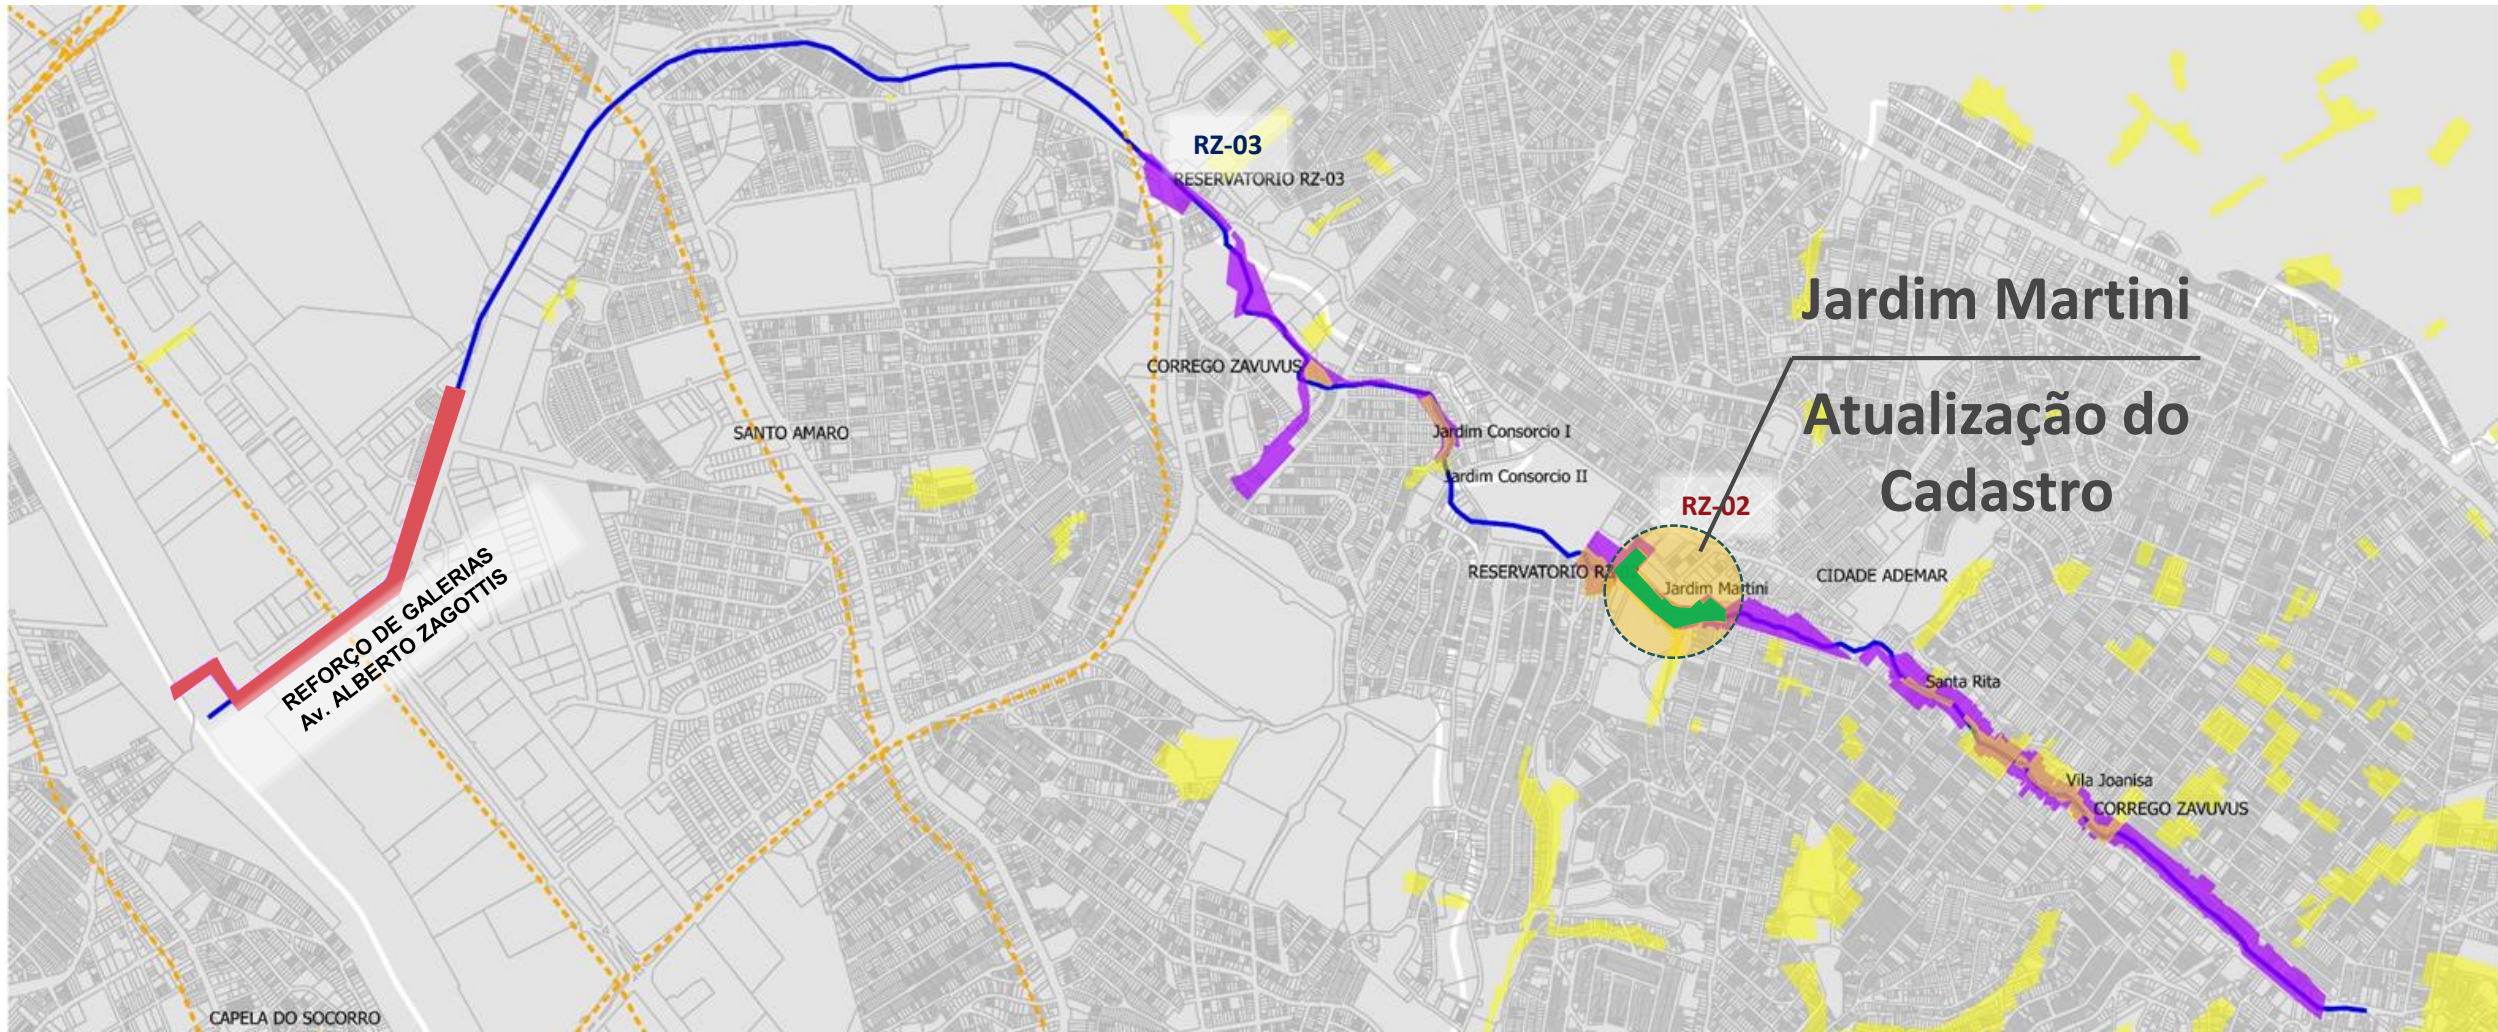 RZ-03
RESERVATORIO RZ-03
Jardim Martini
CORREGO ZAVUVUS
Atualização do
Cadastro
SANTO AMARO
Jardim Consorcio I
Jardim Consorcio II
RZ-02
RESERVATORIO RZ
Jardim Martini
CIDADE ADEMAR
REFORÇO DE GALERIAS
Av. ALBERTO ZAGOTTIS
Santa Rita
Vila Joanisa
CORREGO ZAVUVUS
CAPELA DO SOCORRO